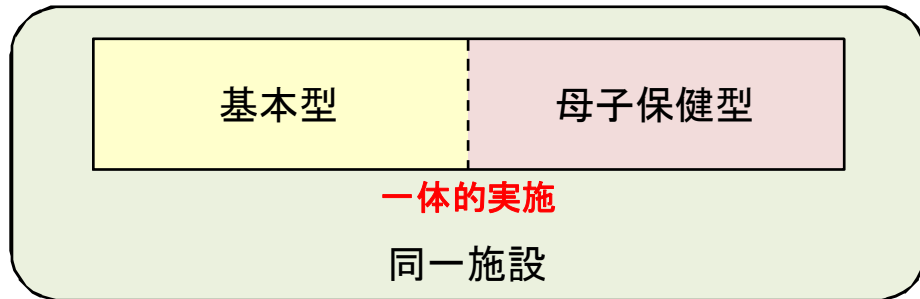 基本型
母子保健型
一体的実施
同一施設